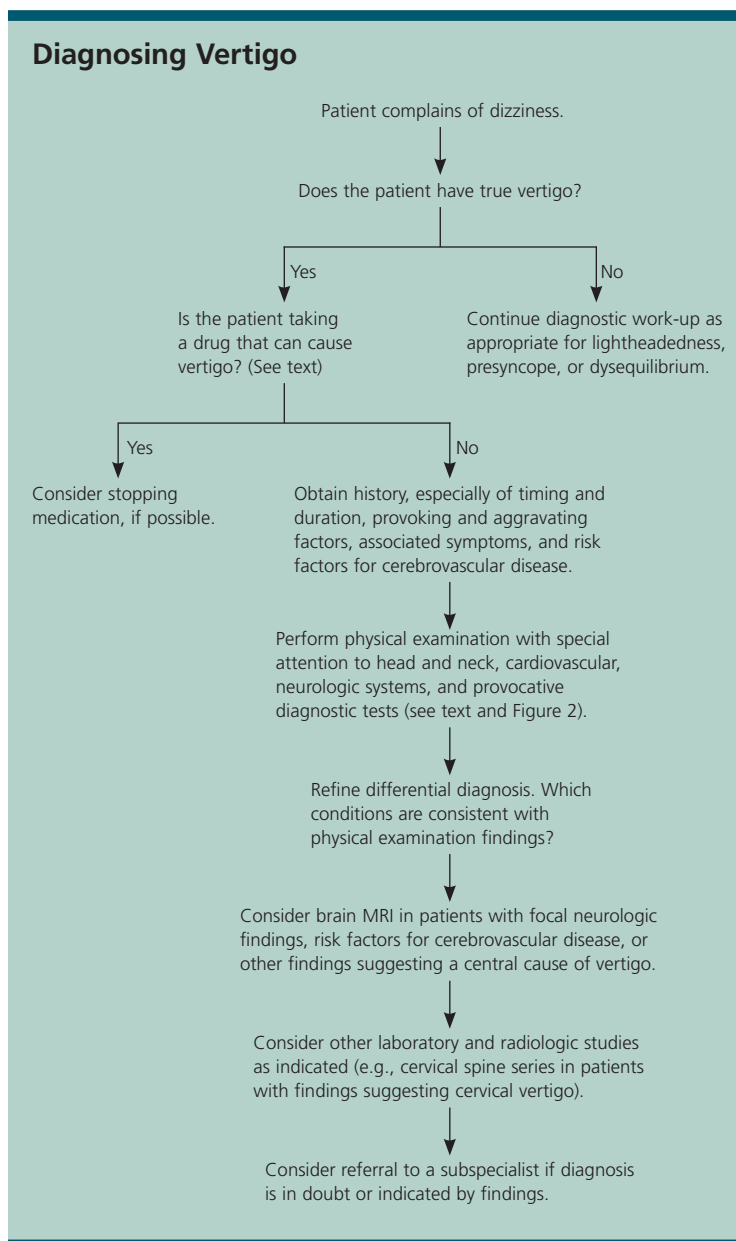 Diagnosing Vertigo
Patient complains of dizziness.
Does the patient have true vertigo?
Yes
No
Is the patient taking
a drug that can cause
vertigo? (See text)
Continue diagnostic work-up as
appropriate for lightheadedness,
presyncope, or dysequilibrium.
Yes
No
Consider stopping
medication, if possible.
Obtain history, especially of timing and
duration, provoking and aggravating
factors, associated symptoms, and risk
factors for cerebrovascular disease.
Perform physical examination with special
attention to head and neck, cardiovascular,
neurologic systems, and provocative
diagnostic tests (see text and Figure 2).
Refine differential diagnosis. Which
conditions are consistent with
physical examination findings?
Consider brain MRI in patients with focal neurologic
findings, risk factors for cerebrovascular disease, or
other findings suggesting a central cause of vertigo.
Consider other laboratory and radiologic studies
as indicated (e.g., cervical spine series in patients
with findings suggesting cervical vertigo).
Consider referral to a subspecialist if diagnosis
is in doubt or indicated by findings.